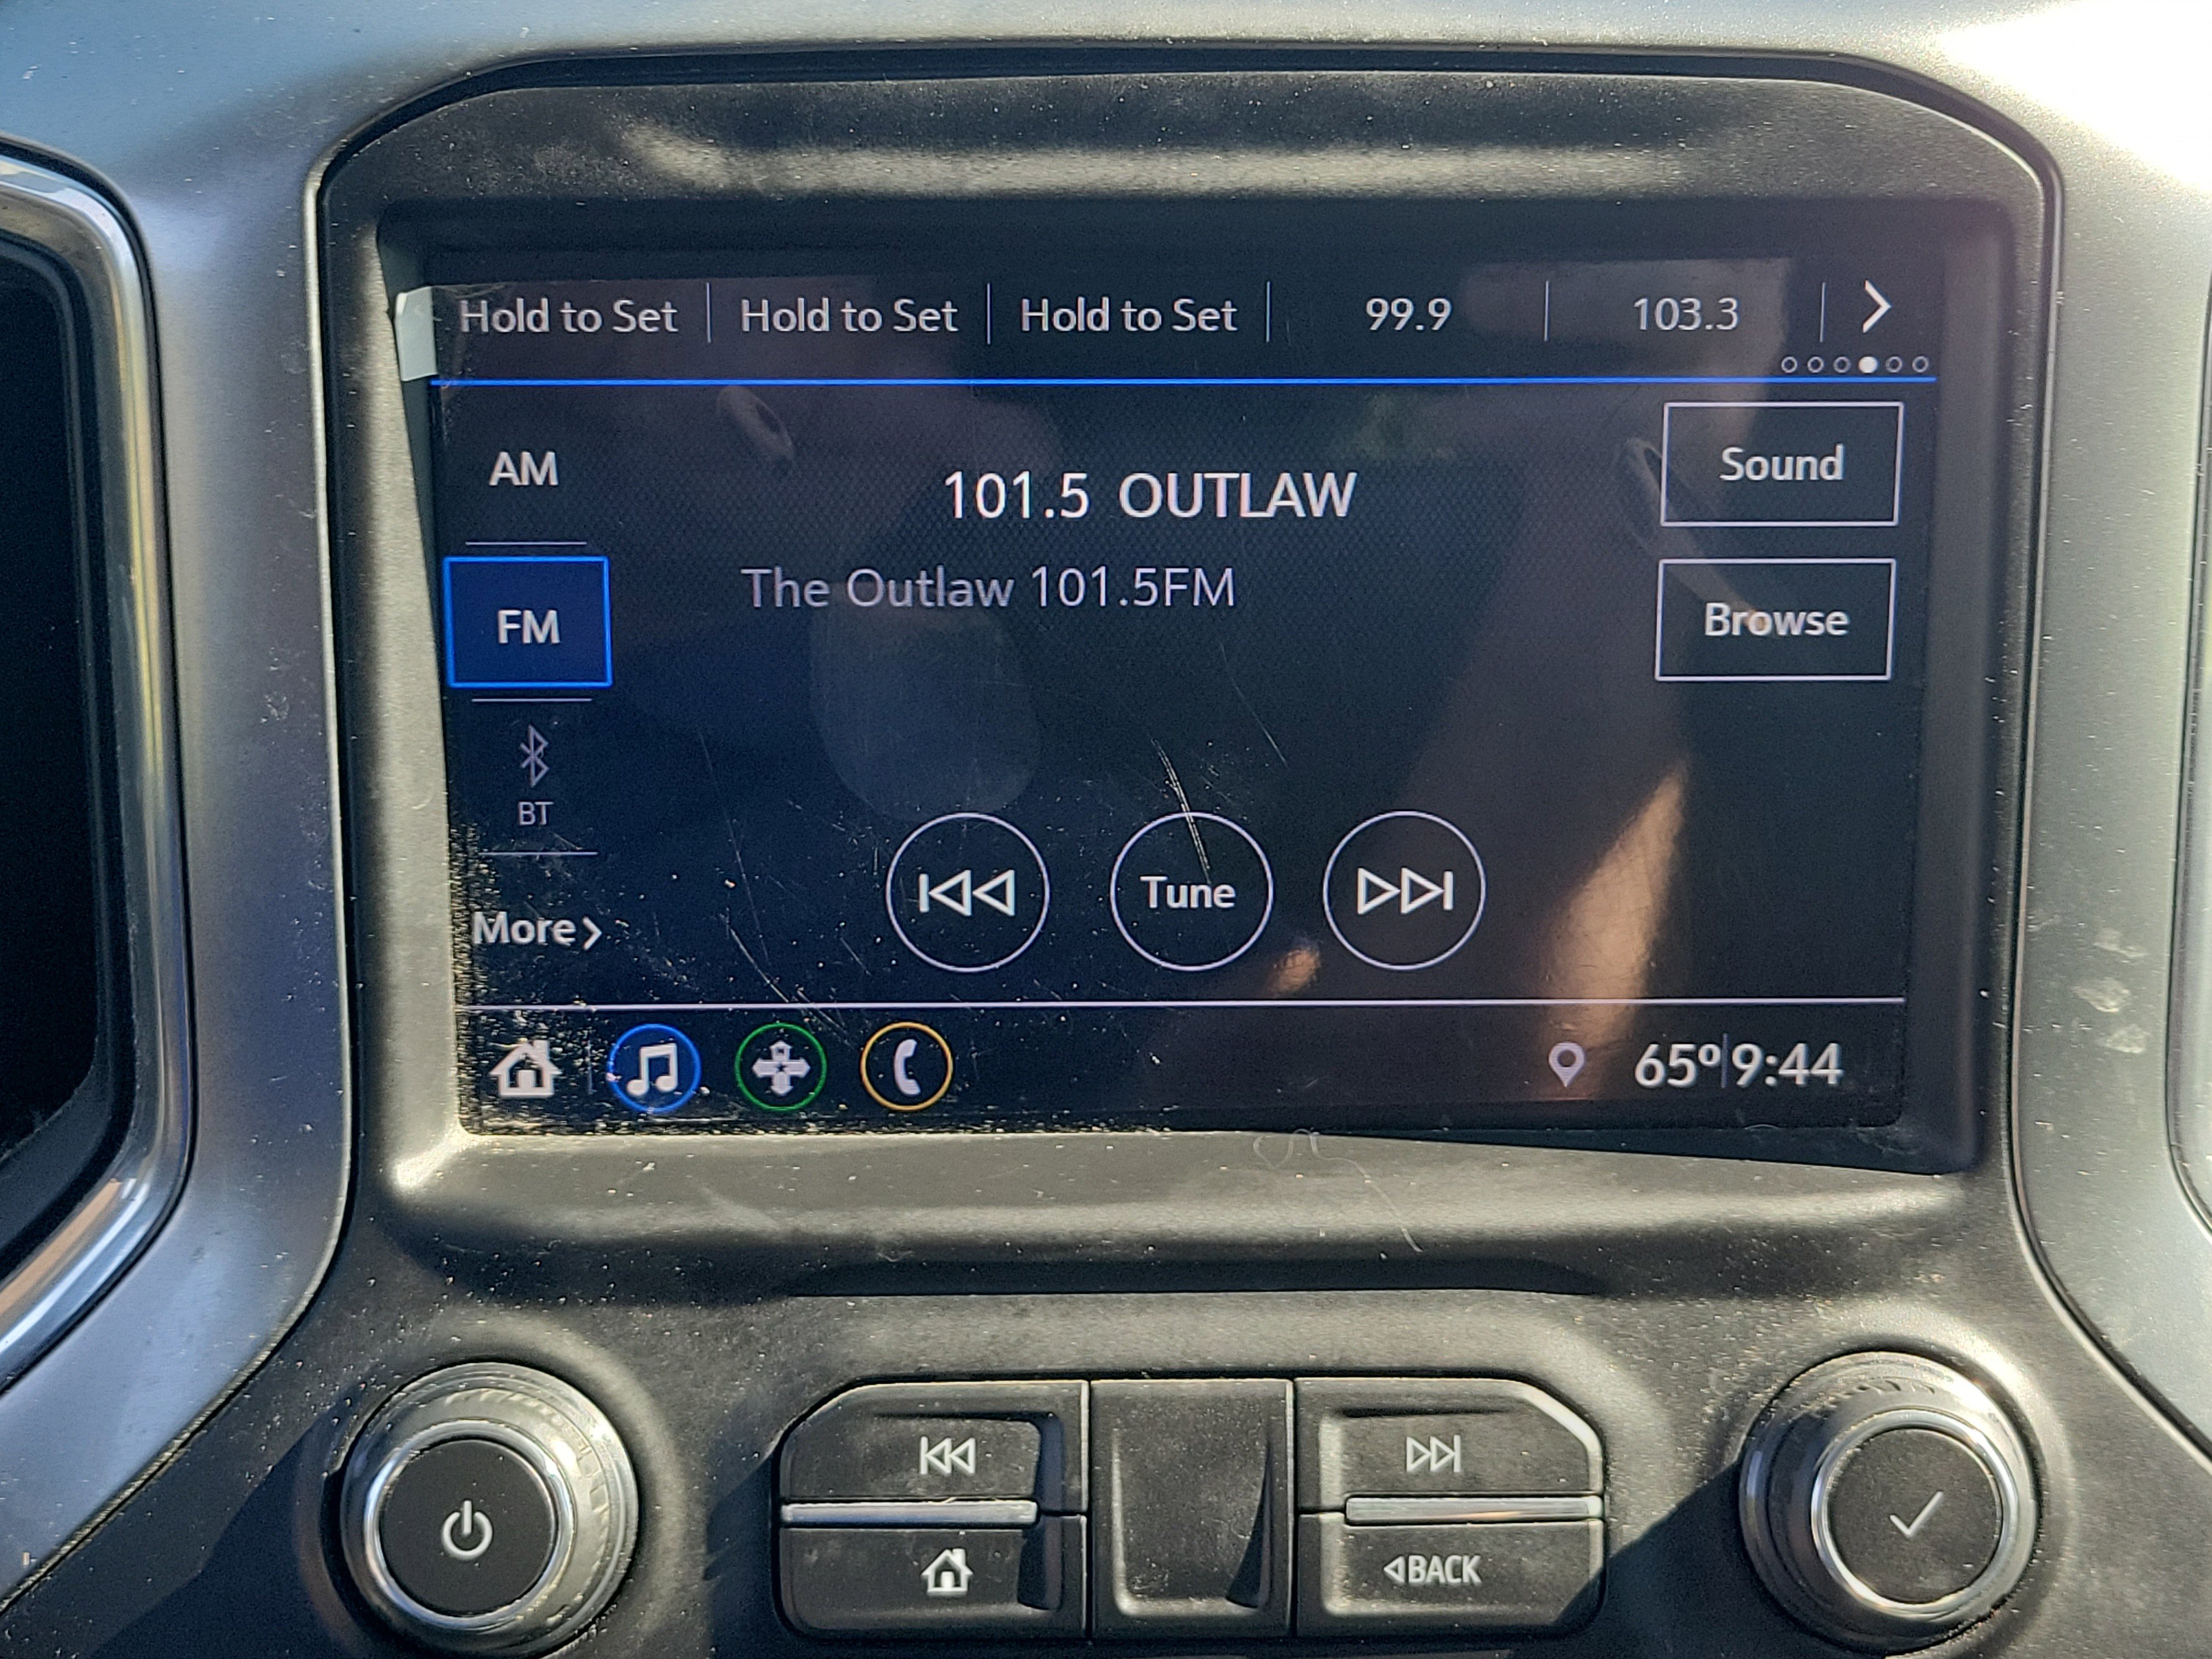 Hold to Set Hold to Set Hold to Set 99.9 103.3
AM
101.5 OUTLAW
Sound
The Outlaw 101.5FM
FM
Browse
BT
Tune
More
65º 9:44
BACK